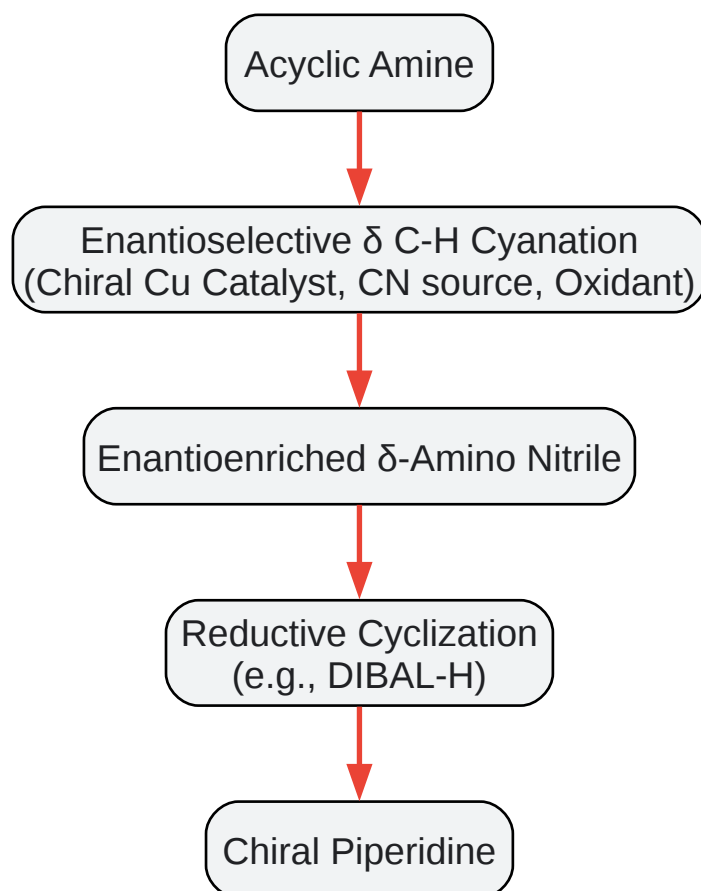 Acyclic Amine
Enantioselective δ C-H Cyanation
(Chiral Cu Catalyst, CN source, Oxidant)
Enantioenriched δ-Amino Nitrile
Reductive Cyclization
(e.g., DIBAL-H)
Chiral Piperidine